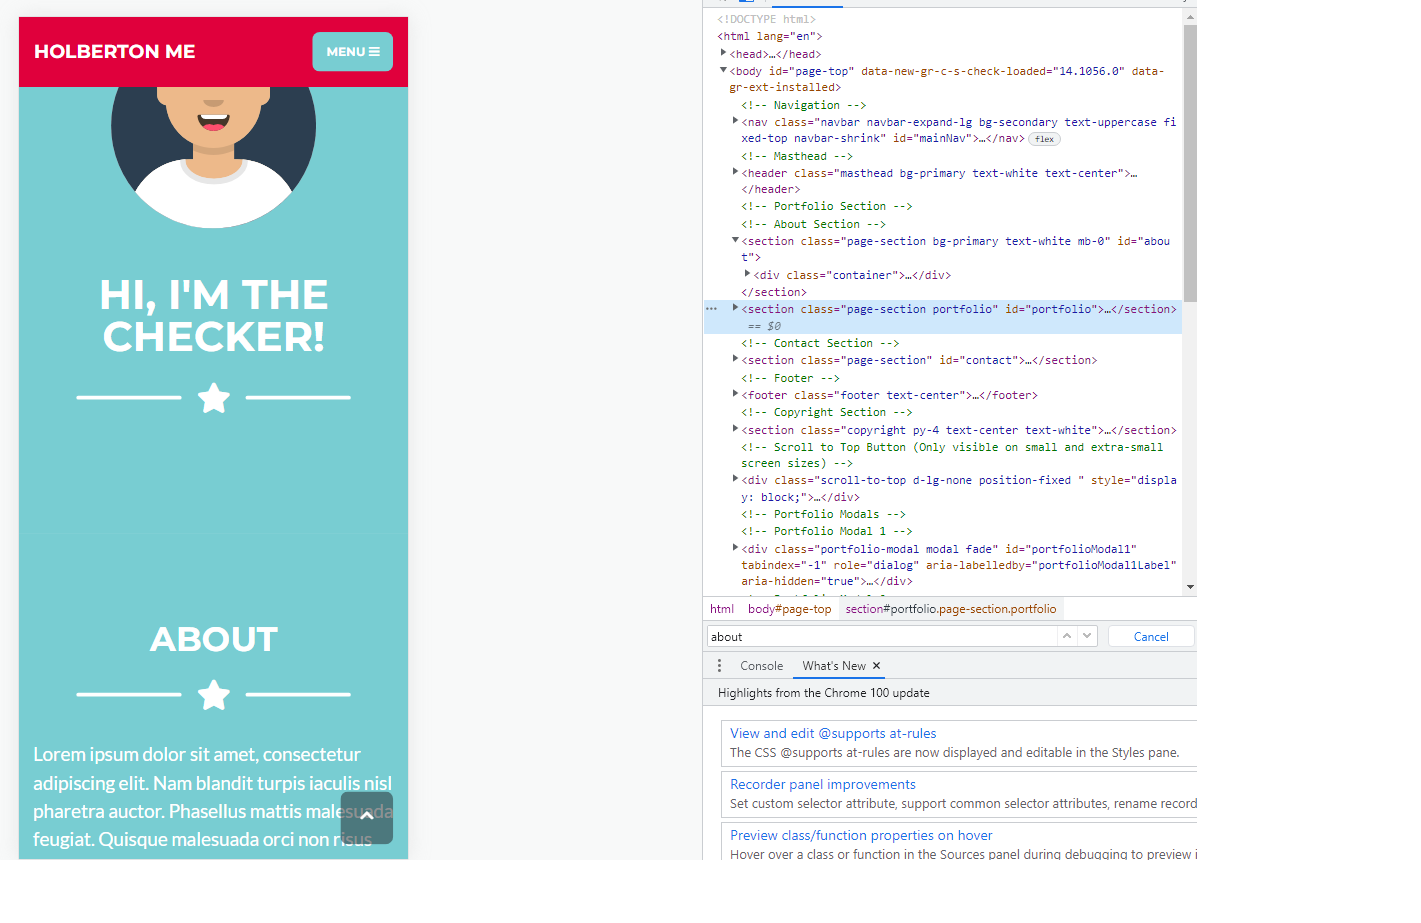 HOLBERTON ME
MENU
HI, I'M THE
CHECKER!
ABOUT
Lorem ipsum dolor sit amet, consectetur
adipiscing elit. Nam blandit turpis iaculis nisl
pharetra auctor. Phasellus mattis malesuada
feugiat. Quisque malesuada orci non risus
<!DOCTYPE html>
<html lang="en">
<head>…</head>
<body id="page-top" data-new-gr-c-s-check-loaded="14.1056.0" data-
gr-ext-installed>
<!-- Navigation -->
<nav class="navbar navbar-expand-lg bg-secondary text-uppercase fi
xed-top navbar-shrink" id="mainNav">…</nav> flex
<!-- Masthead -->
<header class="masthead bg-primary text-white text-center">…
</header>
<!-- Portfolio Section -->
<!-- About Section -->
<section class="page-section bg-primary text-white mb-0" id="abou
t">
<div class="container">…</div>
</section>
<section class="page-section portfolio" id="portfolio">…</section>
== $0
<!-- Contact Section -->
<section class="page-section" id="contact">…</section>
<!-- Footer -->
<footer class="footer text-center">…</footer>
<!-- Copyright Section -->
<section class="copyright py-4 text-center text-white">…</section>
<!-- Scroll to Top Button (Only visible on small and extra-small
screen sizes) -->
<div class="scroll-to-top d-lg-none position-fixed " style="displa
y: block;">…</div>
<!-- Portfolio Modals -->
<!-- Portfolio Modal 1 -->
<div class="portfolio-modal modal fade" id="portfolioModal1"
tabindex="-1" role="dialog" aria-labelledby="portfolioModal1Label"
aria-hidden="true">…</div>
html body#page-top section#portfolio.page-section.portfolio
about Cancel
Console What's New
Highlights from the Chrome 100 update
View and edit @supports at-rules
The CSS @supports at-rules are now displayed and editable in the Styles pane.
Recorder panel improvements
Set custom selector attribute, support common selector attributes, rename record
Preview class/function properties on hover
Hover over a class or function in the Sources panel during debugging to preview i